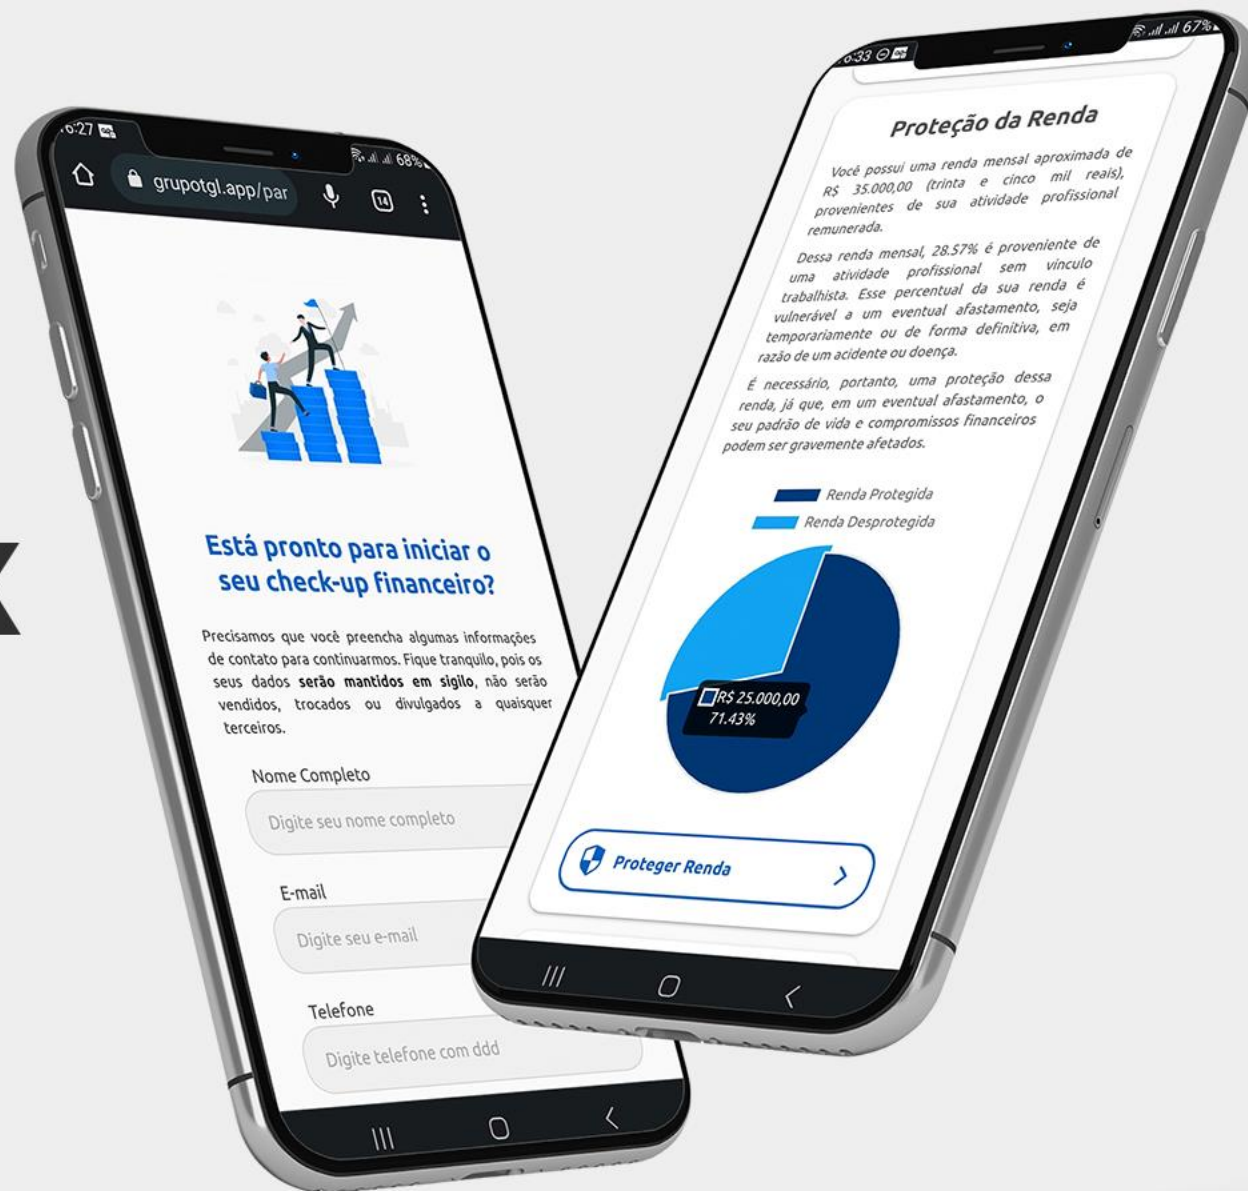 6:27
68%
grupotgl.app/par
14
Está pronto para iniciar o
seu check-up financeiro?
Precisamos que você preencha algumas informações
de contato para continuarmos. Fique tranquilo, pois os
seus dados serão mantidos em sigilo, não serão
vendidos, trocados ou divulgados a quaisquer
terceiros.
Nome Completo
Digite seu nome completo
E-mail
Digite seu e-mail
Telefone
Digite telefone com ddd
6:33
67%
Proteção da Renda
Você possui uma renda mensal aproximada de
R$ 35.000,00 (trinta e cinco mil reais),
provenientes de sua atividade profissional
remunerada.
Dessa renda mensal, 28.57% é proveniente de
uma atividade profissional sem vínculo
trabalhista. Esse percentual da sua renda é
vulnerável a um eventual afastamento, seja
temporariamente ou de forma definitiva, em
razão de um acidente ou doença.
É necessário, portanto, uma proteção dessa
renda, já que, em um eventual afastamento, o
seu padrão de vida e compromissos financeiros
podem ser gravemente afetados.
Renda Protegida
Renda Desprotegida
R$ 25.000,00
71.43%
Proteger Renda